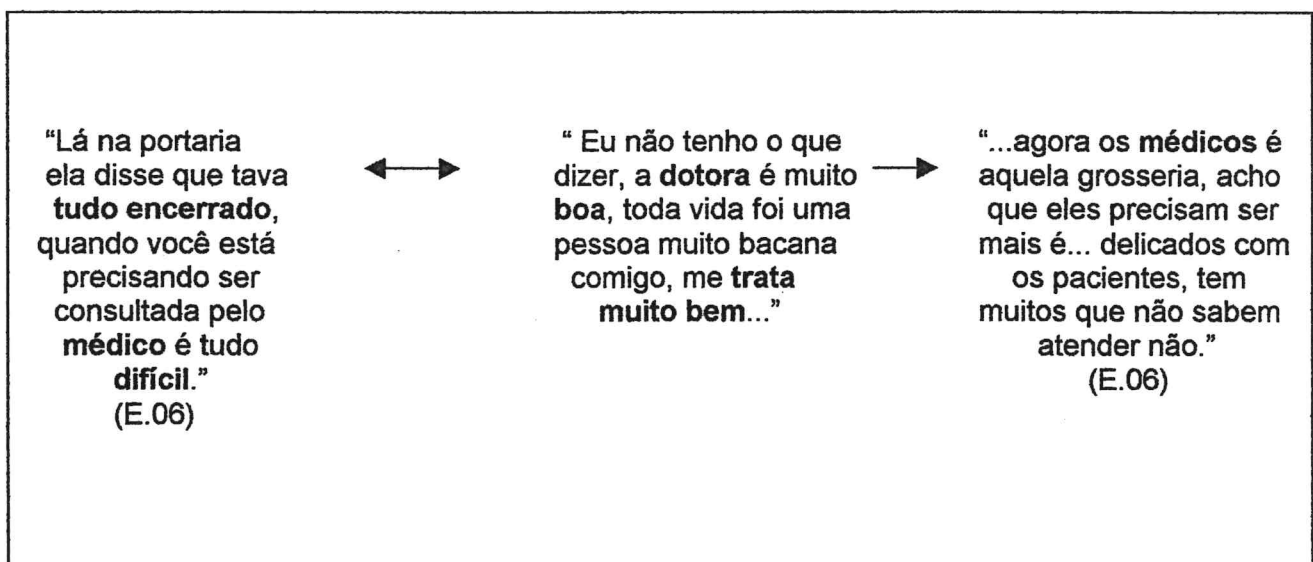 “Lá na portaria
ela disse que tava
tudo encerrado,
quando você está
precisando ser
consultada pelo
médico é tudo
difícil.”
(E.06)
“ Eu não tenho o que
dizer, a dotora é muito
boa, toda vida foi uma
pessoa muito bacana
comigo, me trata
muito bem...”
“...agora os médicos é
aquela grosseria, acho
que eles precisam ser
mais é... delicados com
os pacientes, tem
muitos que não sabem
atender não.”
(E.06)